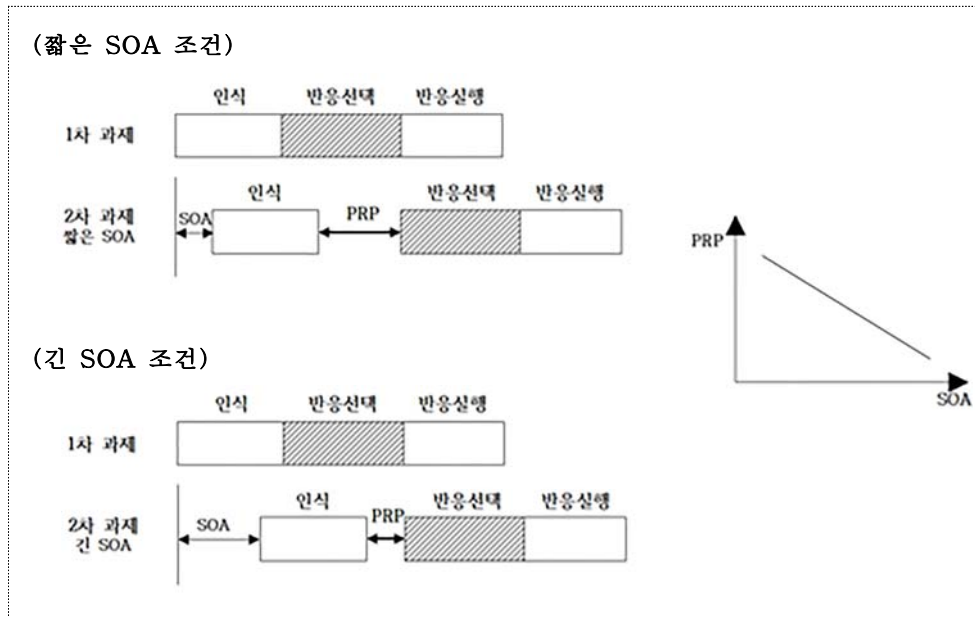 (짧은 SOA 조건)
인식 반응선택 반응실행
1차 과제
인식 반응선택 반응실행
2차 과제
짧은 SOA
SOA
PRP
PRP
SOA
(긴 SOA 조건)
인식 반응선택 반응실행
1차 과제
인식 반응선택 반응실행
2차 과제
긴 SOA
SOA
PRP